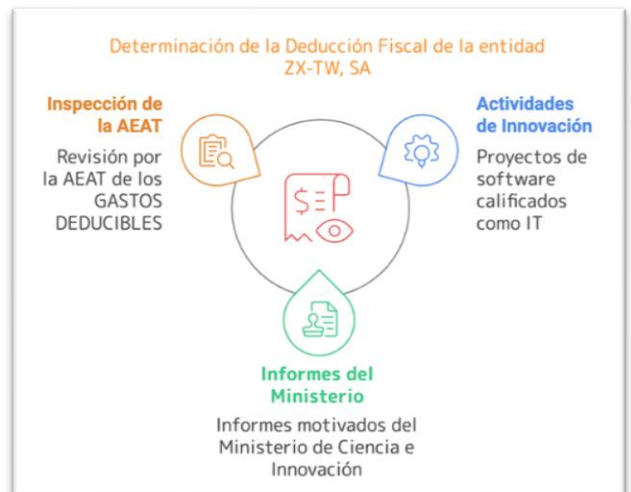 Determinación de la Deducción Fiscal de la entidad
ZX-TW, SA
Inspección de
la AEAT
Revisión por
la AEAT de los
GASTOS
DEDUCIBLES
Actividades
de Innovación
Proyectos de
software
calificados
como IT
Informes del
Ministerio
Informes motivados del
Ministerio de Ciencia e
Innovación